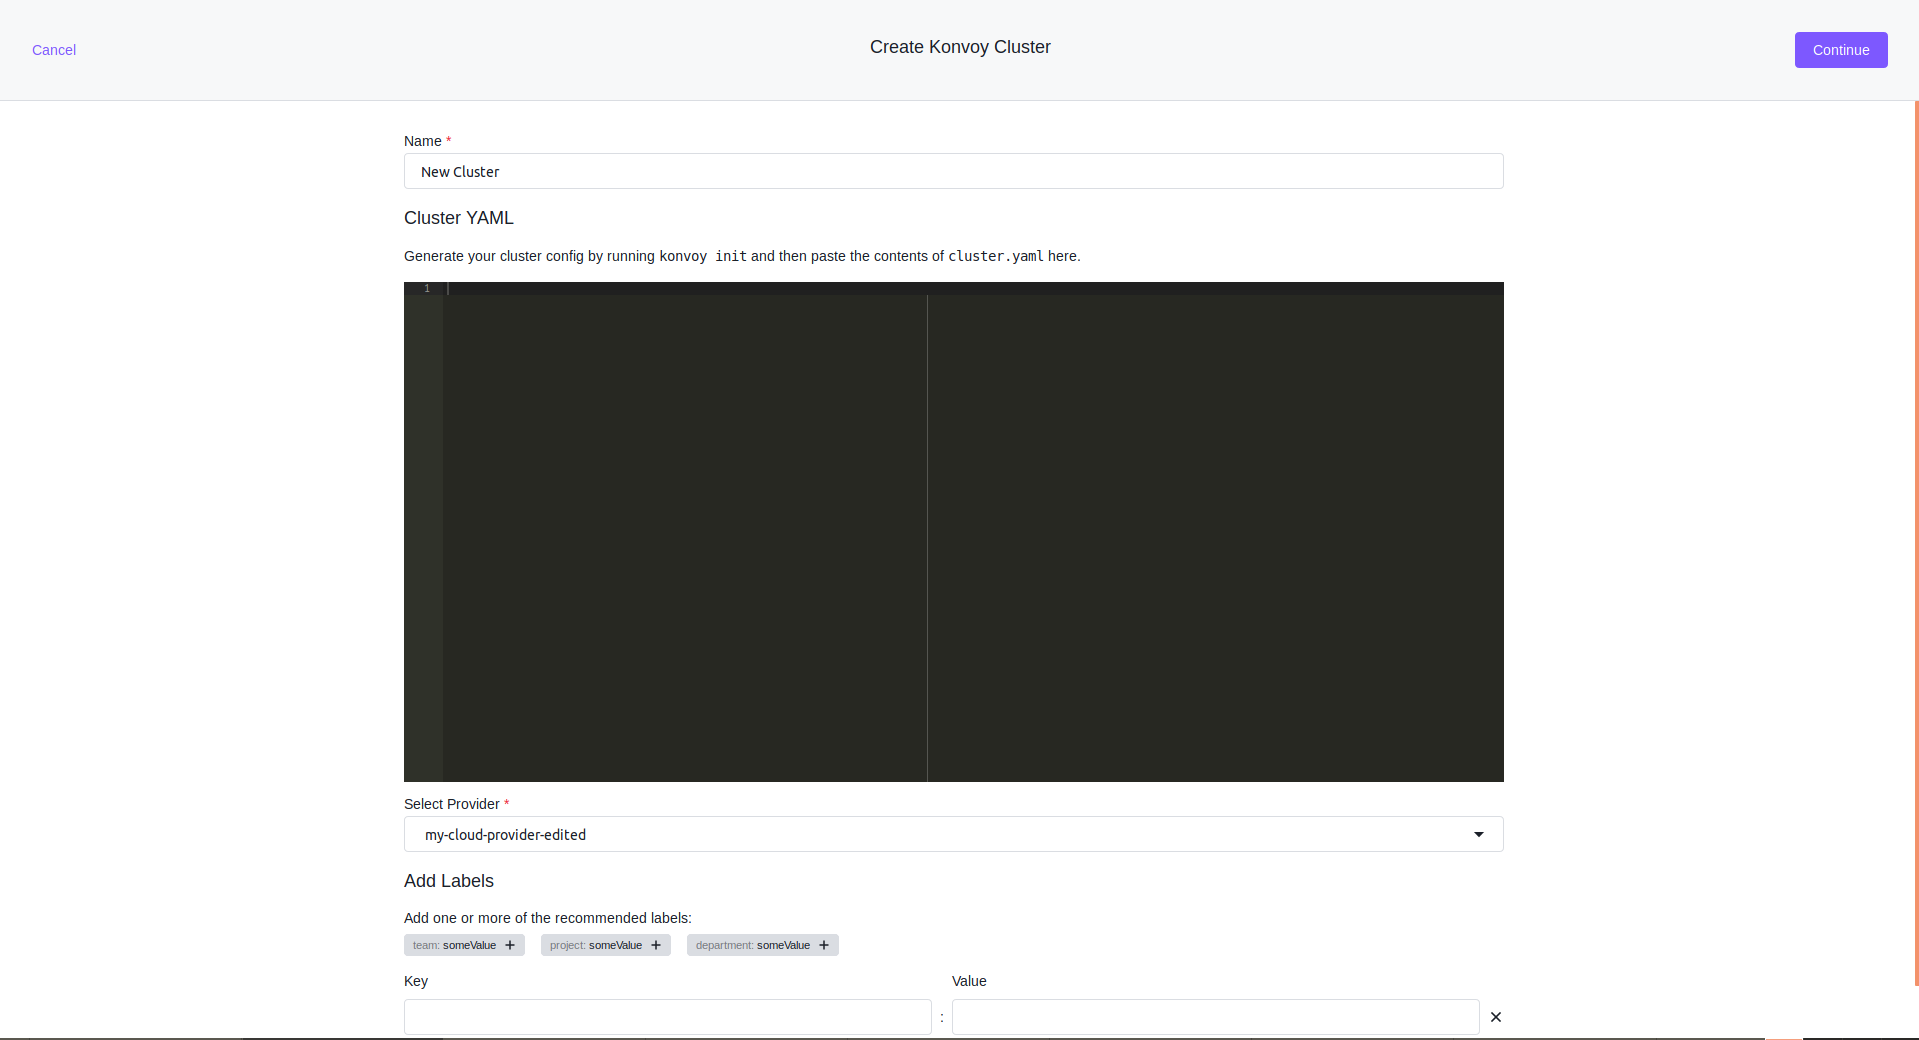 Cancel
Create Konvoy Cluster
Continue
Name *
New Cluster
Cluster YAML
Generate your cluster config by running konvoy init and then paste the contents of cluster.yaml here.
1
Select Provider *
my-cloud-provider-edited
Add Labels
Add one or more of the recommended labels:
team: someValue + project: someValue + department: someValue +
Key Value
: